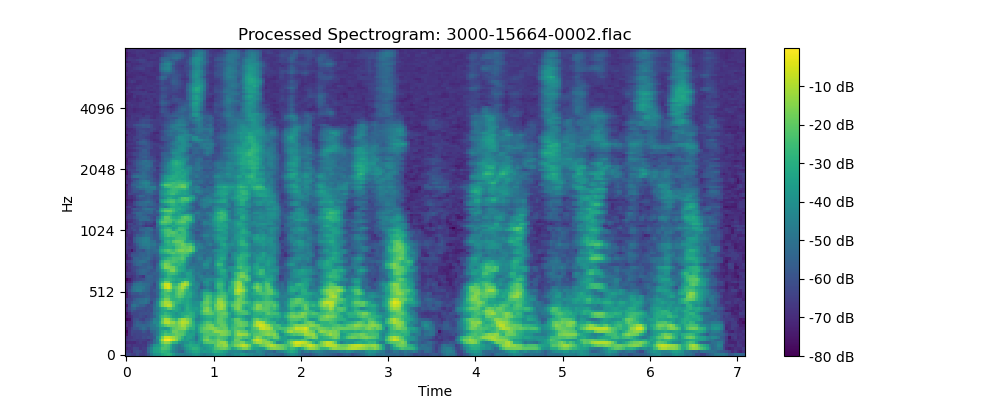 Processed Spectrogram: 3000-15664-0002.flac
Hz
4096
2048
1024
512
0
0 1 2 3 4 5 6 7
Time
-10 dB
-20 dB
-30 dB
-40 dB
-50 dB
-60 dB
-70 dB
-80 dB